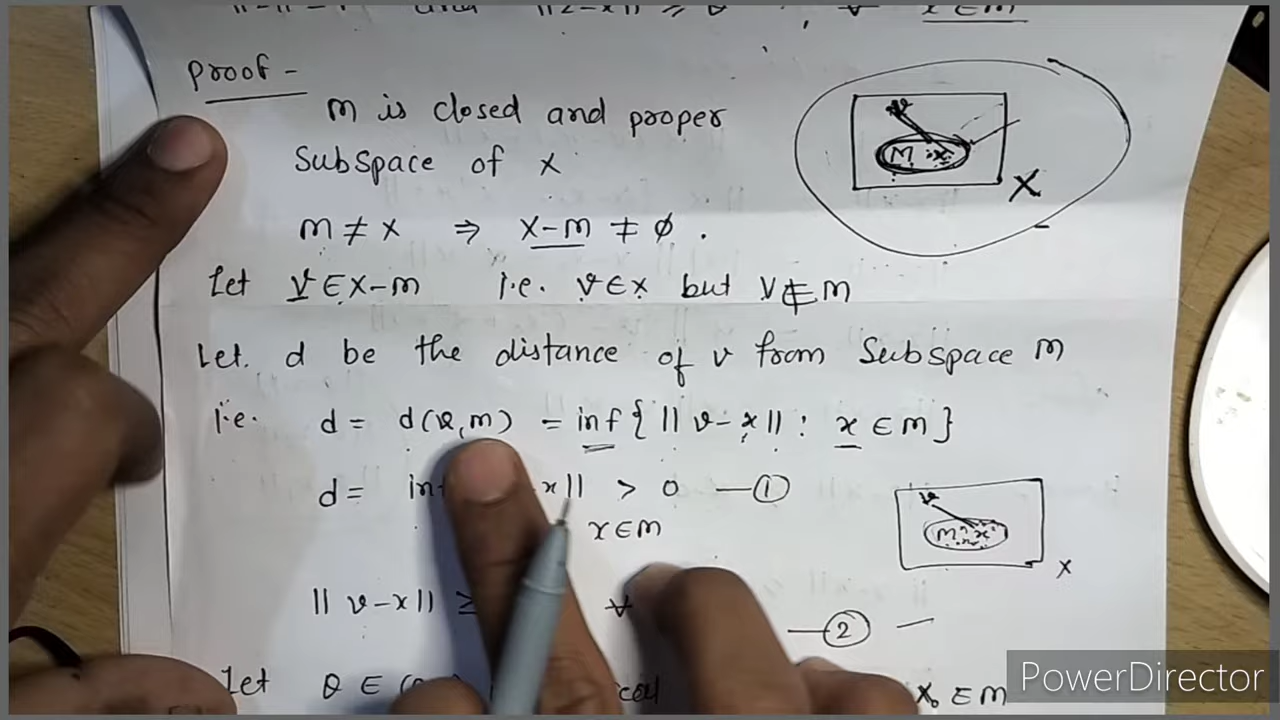 Proof -
M is closed and proper
Subspace of X
M ≠ X ⇒ X-M ≠ ϕ .
Let V∈X-M i.e. v∈X but V∉M
Let. d be the distance of v from Subspace M
i.e. d = d(v,M) = inf{ || v-x|| : x ∈M}
d = x|| > 0 —①
x∈M
|| v-x|| ≥ ∀
—② —
Let θ ∈ x₀ ∈M
M x
v
X
v
M x
X
PowerDirector